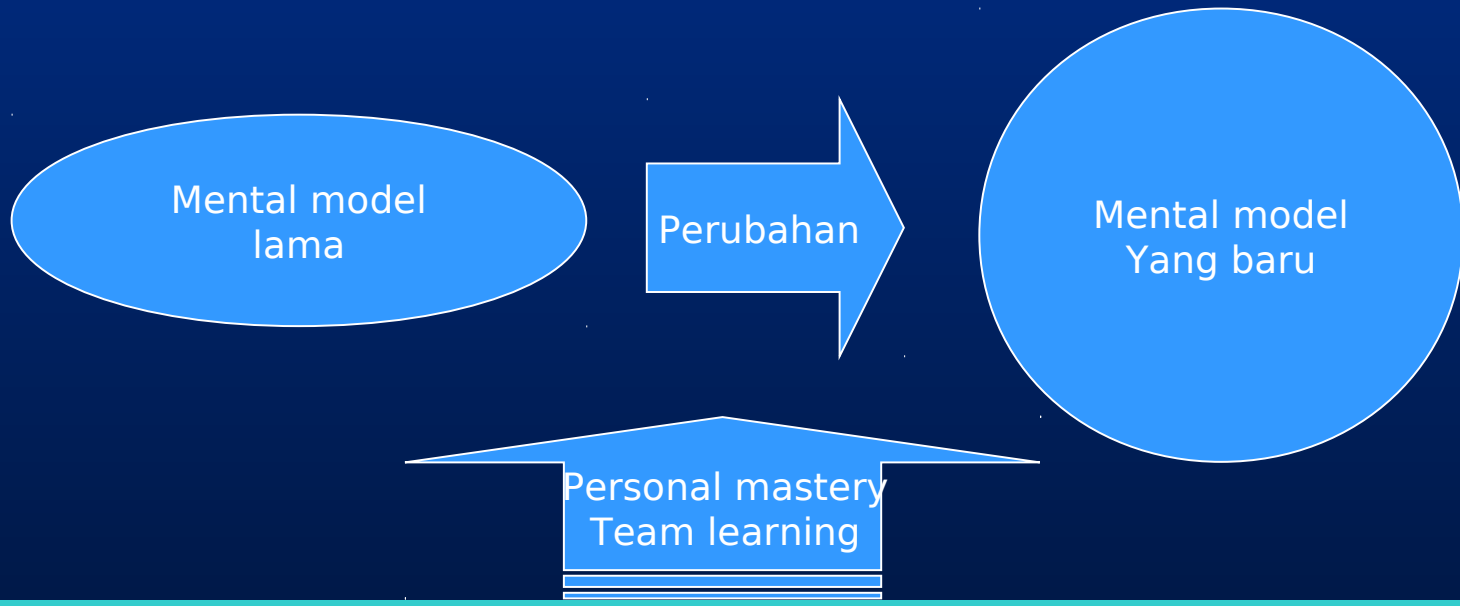 Mental model
lama
Perubahan
Mental model
Yang baru
Personal mastery
Team learning